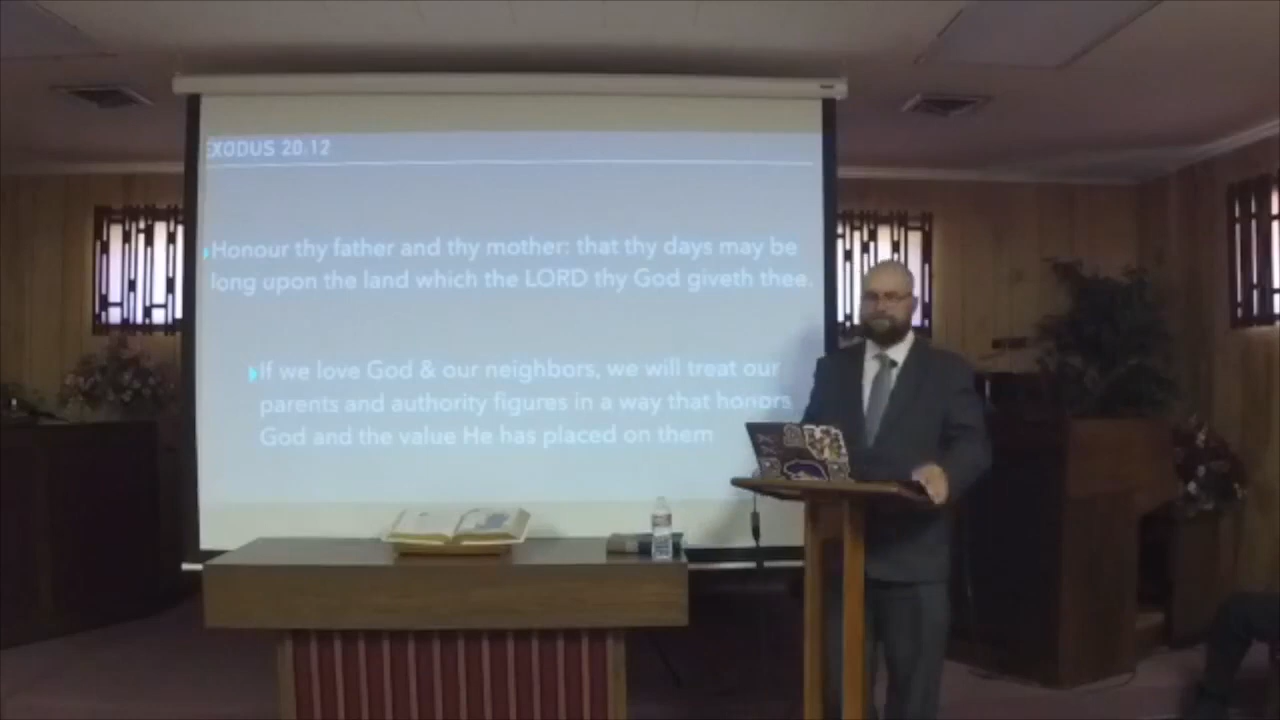 EXODUS 20:12
Honour thy father and thy mother: that thy days may be
long upon the land which the LORD thy God giveth thee.
If we love God & our neighbors, we will treat our
parents and authority figures in a way that honors
God and the value He has placed on them